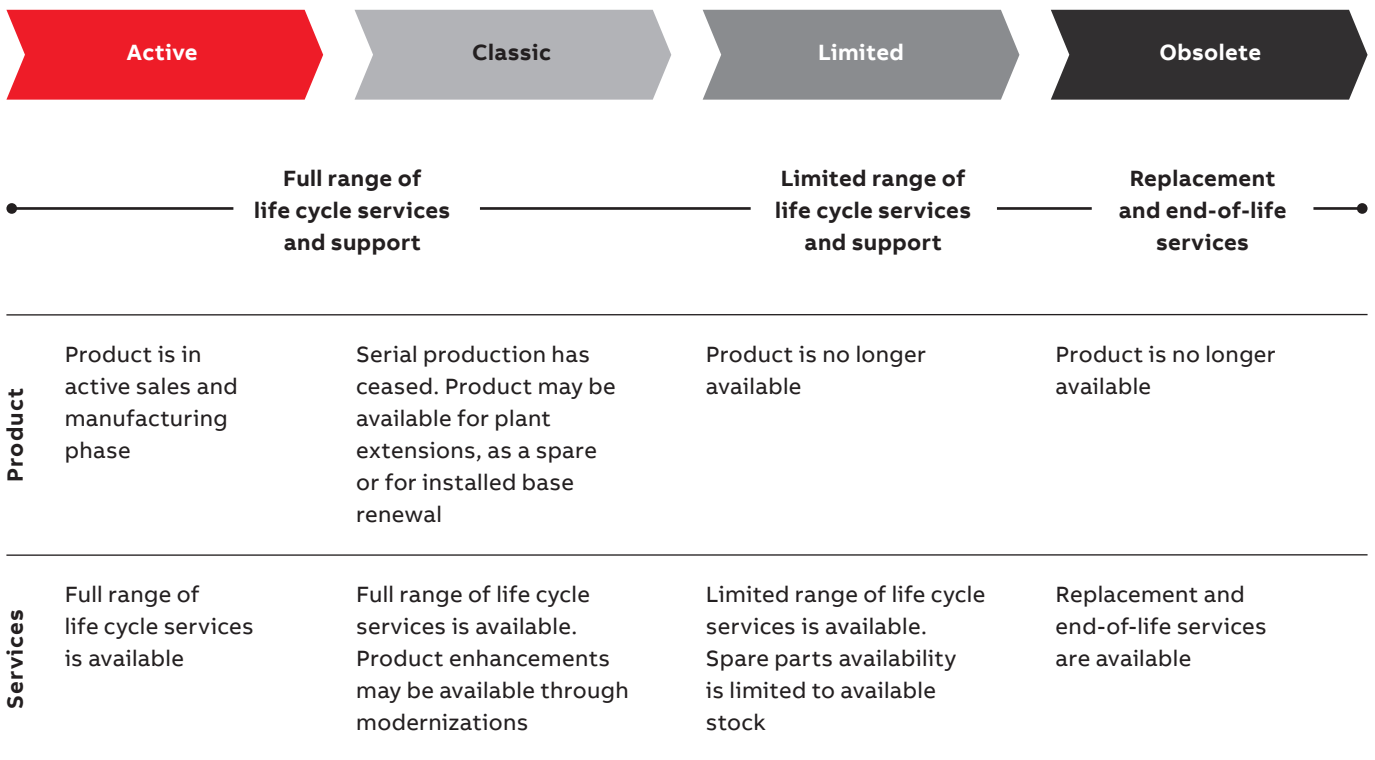 Active
Classic
Limited
Obsolete
Full range of
life cycle services
and support
Limited range of
life cycle services
and support
Replacement
and end-of-life
services
Product
Product is in
active sales and
manufacturing
phase
Serial production has
ceased. Product may be
available for plant
extensions, as a spare
or for installed base
renewal
Product is no longer
available
Product is no longer
available
Services
Full range of
life cycle services
is available
Full range of life cycle
services is available.
Product enhancements
may be available through
modernizations
Limited range of life cycle
services is available.
Spare parts availability
is limited to available
stock
Replacement and
end-of-life services
are available